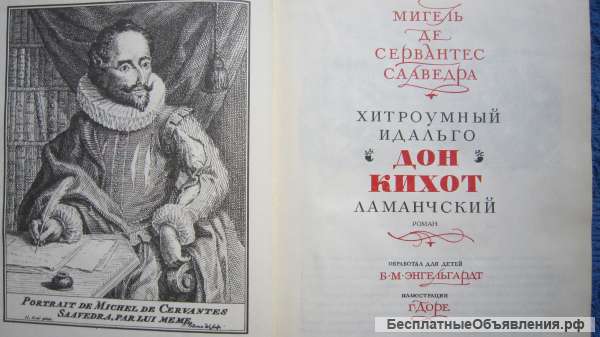 PORTRAIT DE MICHEL DE CERVANTES
SAAVEDRA, PAR LUI MEME.
МИГЕЛЬ
ДЕ
СЕРВАНТЕС
СААВЕДРА
ХИТРОУМНЫЙ
ИДАЛЬГО
ДОН
КИХОТ
ЛАМАНЧСКИЙ
РОМАН
ОБРАБОТАЛ ДЛЯ ДЕТЕЙ
Б·М·ЭНГЕЛЬГАРДТ
ИЛЛЮСТРАЦИИ
Г·ДОРЕ
БесплатныеОбъявления.рф